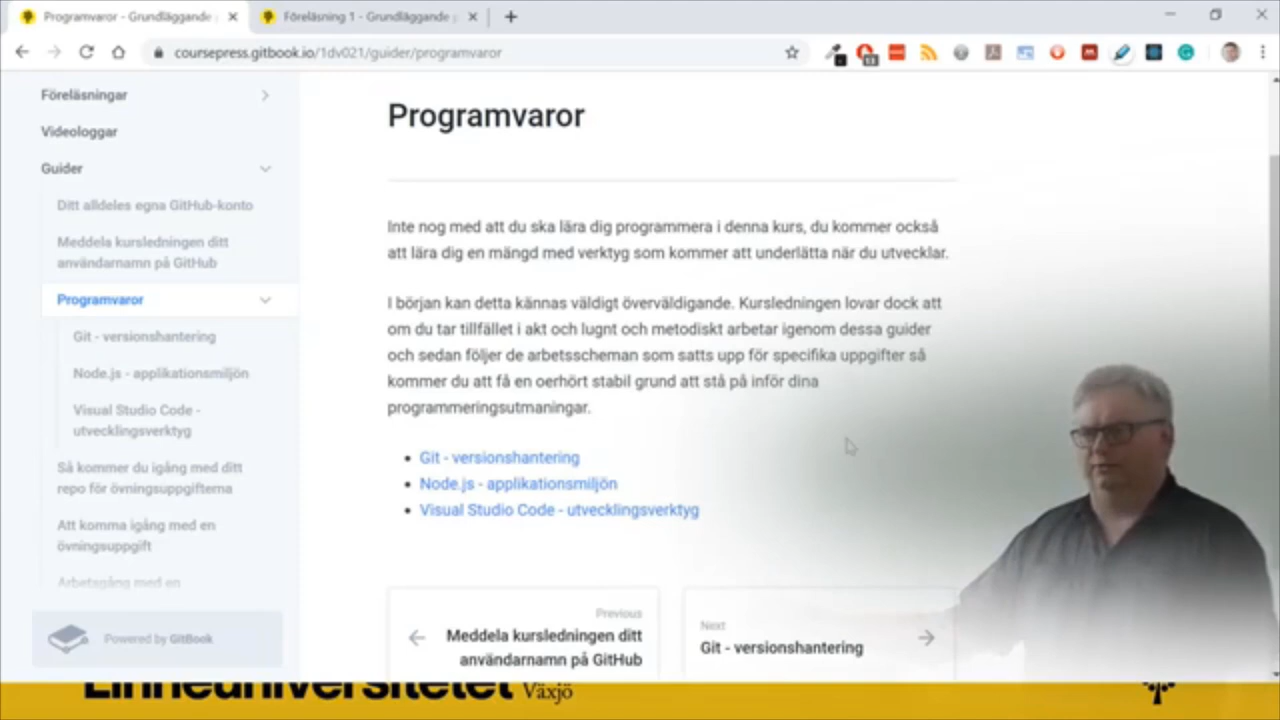 Programvaror - Grundläggande
Föreläsning 1 - Grundläggande
coursepress.gitbook.io/1dv021/guider/programvaror
Föreläsningar
Videologgar
Guider
Ditt alldeles egna GitHub-konto
Meddela kursledningen ditt
användarnamn på GitHub
Programvaror
Git - versionshantering
Node.js - applikationsmiljön
Visual Studio Code -
utvecklingsverktyg
Så kommer du igång med ditt
repo för övningsuppgifterna
Att komma igång med en
övningsuppgift
Arbetsgång med en
Powered by GitBook
Programvaror
Inte nog med att du ska lära dig programmera i denna kurs, du kommer också
att lära dig en mängd med verktyg som kommer att underlätta när du utvecklar.
I början kan detta kännas väldigt överväldigande. Kursledningen lovar dock att
om du tar tillfället i akt och lugnt och metodiskt arbetar igenom dessa guider
och sedan följer de arbetsscheman som satts upp för specifika uppgifter så
kommer du att få en oerhört stabil grund att stå på inför dina
programmeringsutmaningar.
Git - versionshantering
Node.js - applikationsmiljön
Visual Studio Code - utvecklingsverktyg
Previous
Meddela kursledningen ditt
användarnamn på GitHub
Next
Git - versionshantering
Linnéuniversitetet Växjö